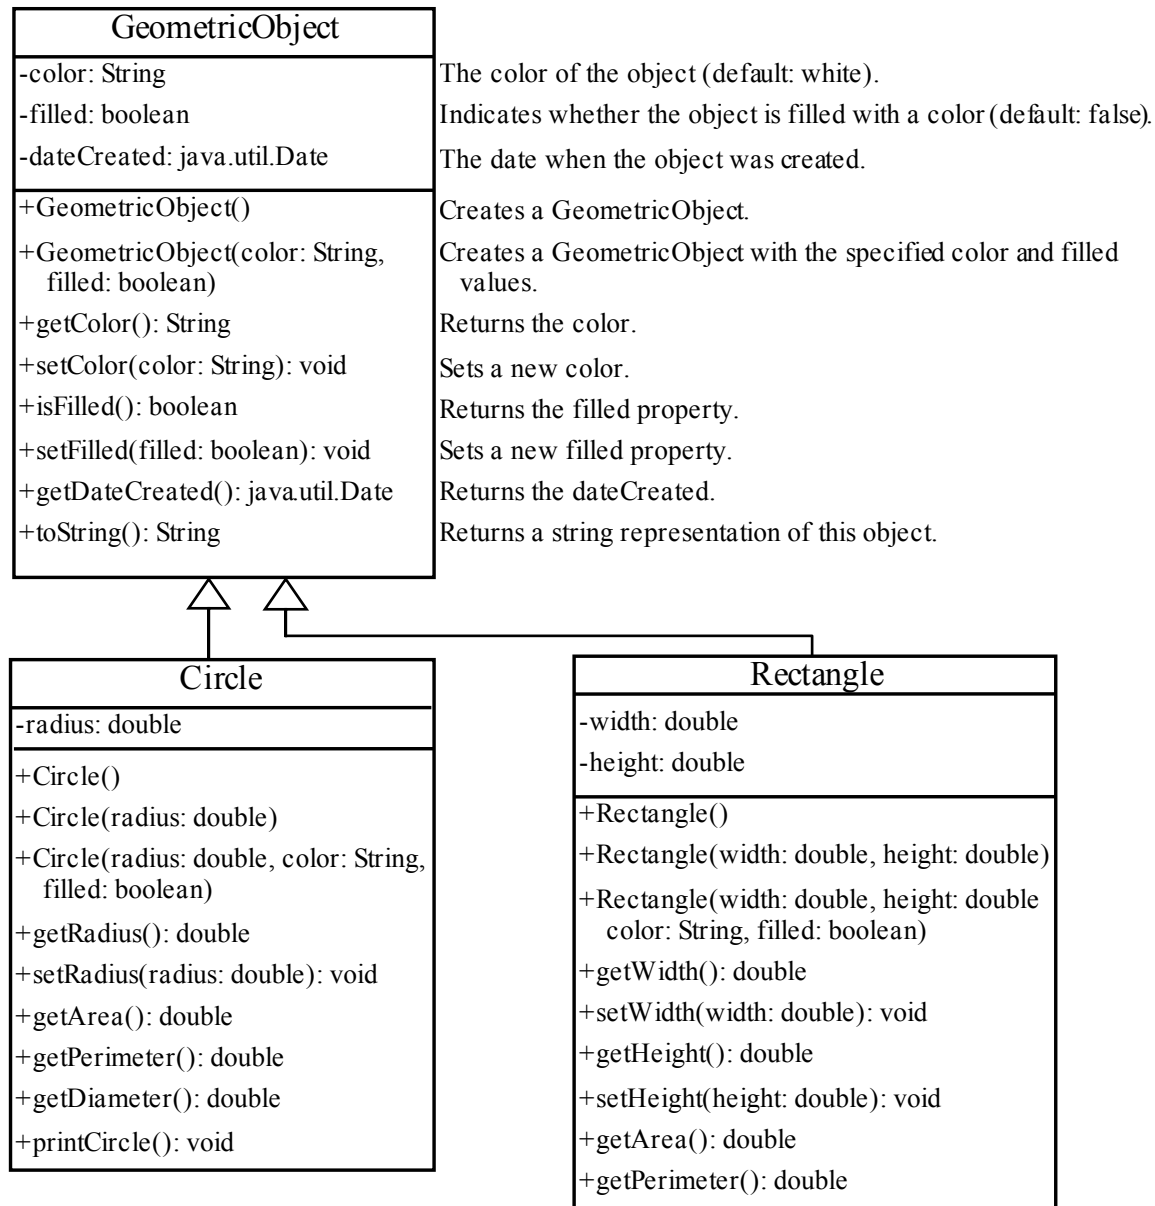 GeometricObject
-color: String
The color of the object (default: white).
-filled: boolean
Indicates whether the object is filled with a color (default: false).
-dateCreated: java.util.Date
The date when the object was created.
+GeometricObject()
Creates a GeometricObject.
+GeometricObject(color: String,
filled: boolean)
Creates a GeometricObject with the specified color and filled
values.
+getColor(): String
Returns the color.
+setColor(color: String): void
Sets a new color.
+isFilled(): boolean
Returns the filled property.
+setFilled(filled: boolean): void
Sets a new filled property.
+getDateCreated(): java.util.Date
Returns the dateCreated.
+toString(): String
Returns a string representation of this object.
Circle
-radius: double
+Circle()
+Circle(radius: double)
+Circle(radius: double, color: String,
filled: boolean)
+getRadius(): double
+setRadius(radius: double): void
+getArea(): double
+getPerimeter(): double
+getDiameter(): double
+printCircle(): void
Rectangle
-width: double
-height: double
+Rectangle()
+Rectangle(width: double, height: double)
+Rectangle(width: double, height: double
color: String, filled: boolean)
+getWidth(): double
+setWidth(width: double): void
+getHeight(): double
+setHeight(height: double): void
+getArea(): double
+getPerimeter(): double